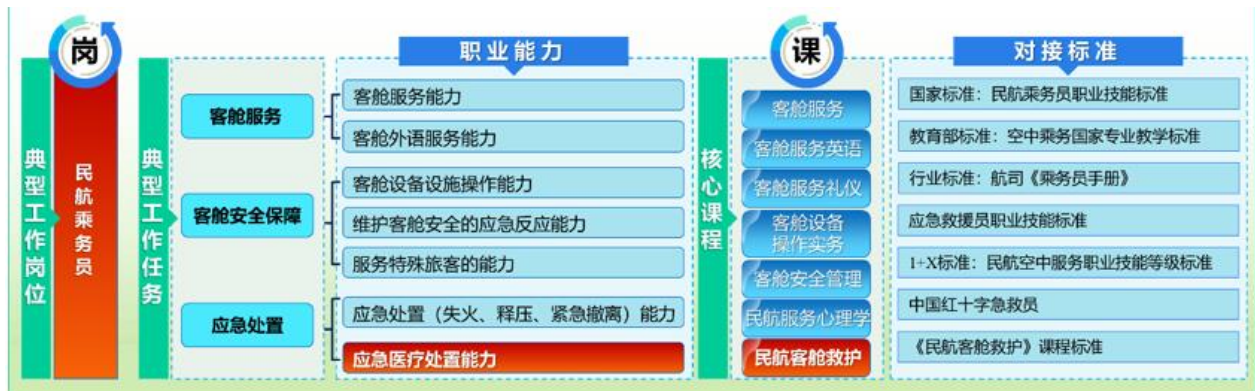 岗
典型工作岗位
民航乘务员
典型工作任务
客舱服务
客舱安全保障
应急处置
职业能力
客舱服务能力
客舱外语服务能力
客舱设备设施操作能力
维护客舱安全的应急反应能力
服务特殊旅客的能力
应急处置（失火、释压、紧急撤离）能力
应急医疗处置能力
核心课程
课
客舱服务
客舱服务英语
客舱服务礼仪
客舱设备
操作实务
客舱安全管理
民航服务心理学
民航客舱救护
对接标准
国家标准：民航乘务员职业技能标准
教育部标准：空中乘务国家专业教学标准
行业标准：航司《乘务员手册》
应急救援员职业技能标准
1+X标准：民航空中服务职业技能等级标准
中国红十字急救员
《民航客舱救护》课程标准